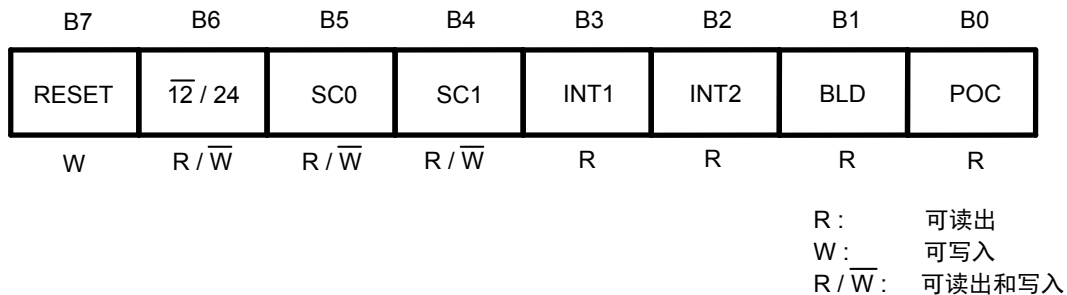 B7 B6 B5 B4 B3 B2 B1 B0
RESET 12 / 24 SC0 SC1 INT1 INT2 BLD POC
W R / W R / W R / W R R R R
R : 可读出
W : 可写入
R / W : 可读出和写入